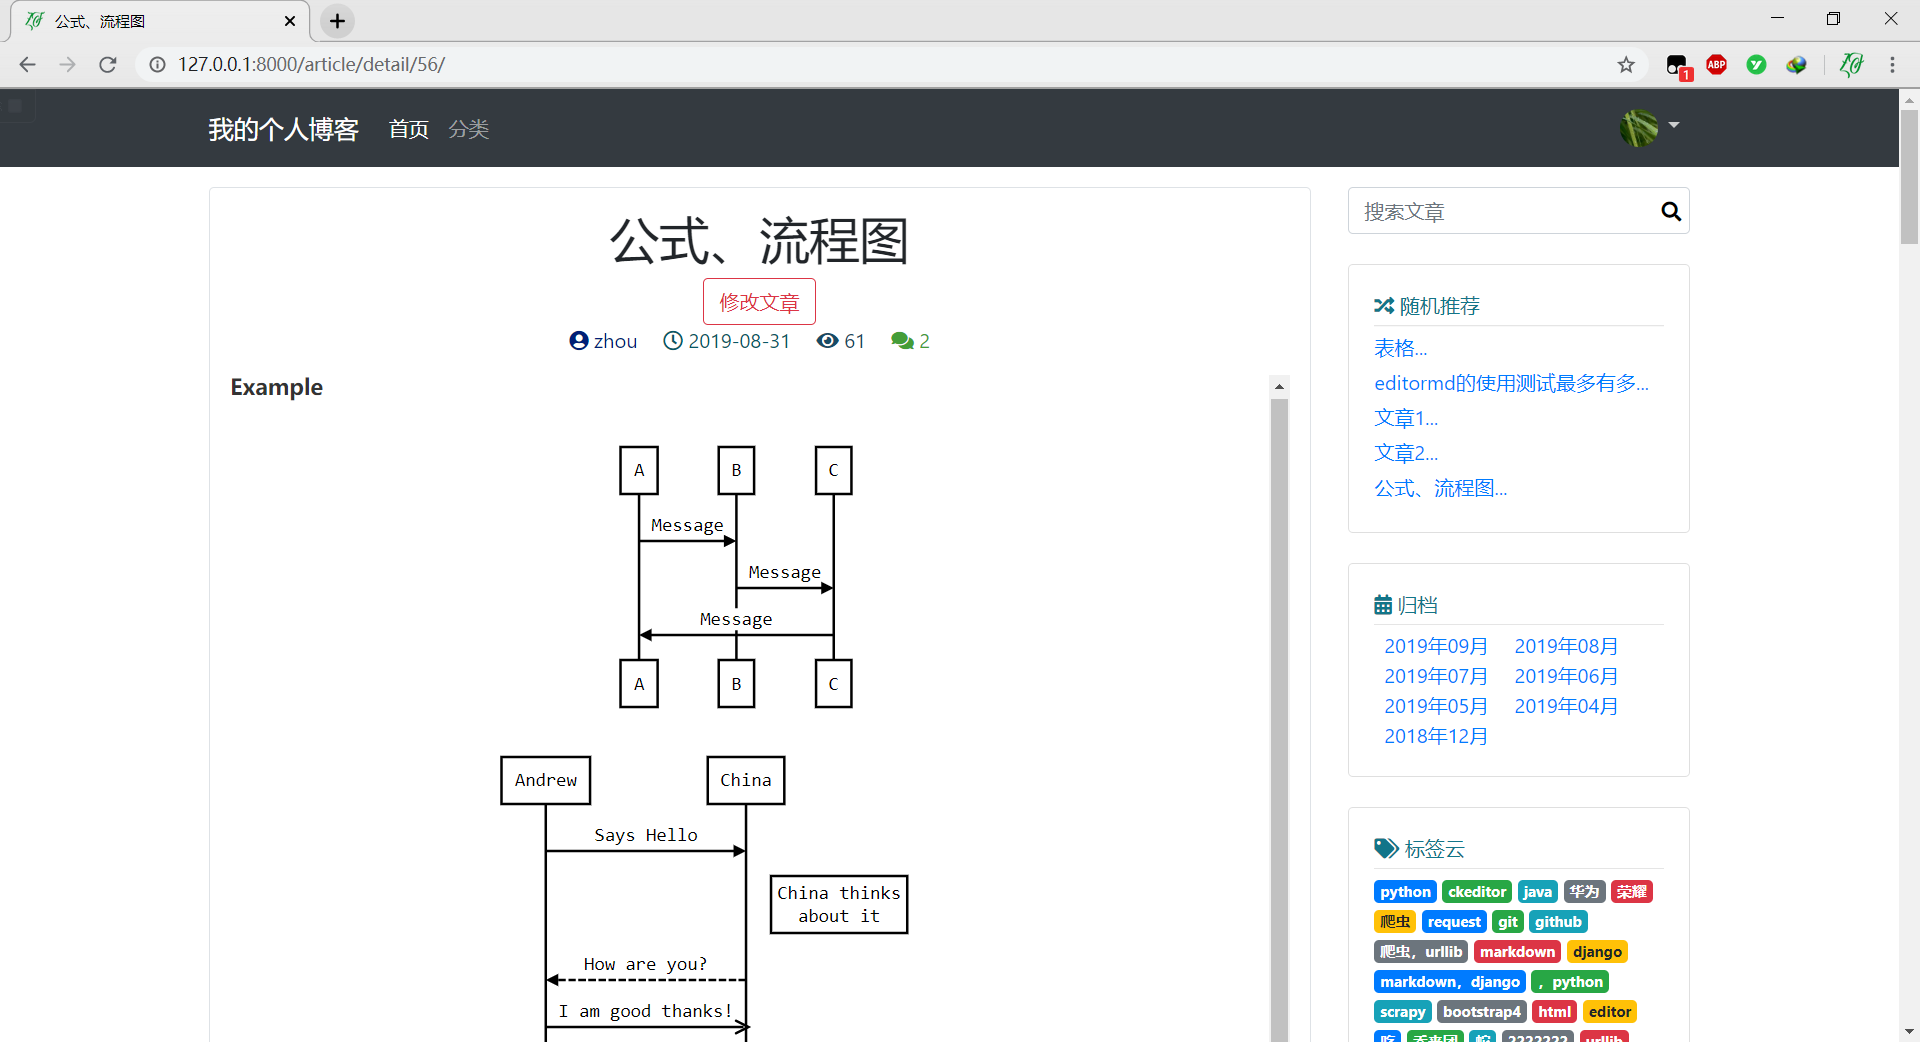 公式、流程图
127.0.0.1:8000/article/detail/56/
1
ABP
我的个人博客 首页 分类
公式、流程图
修改文章
zhou 2019-08-31 61 2
Example
A B C
Message
Message
Message
A B C
Andrew China
Says Hello
China thinks
about it
How are you?
I am good thanks!
搜索文章
随机推荐
表格...
editormd的使用测试最多有多...
文章1...
文章2...
公式、流程图...
归档
2019年09月 2019年08月
2019年07月 2019年06月
2019年05月 2019年04月
2018年12月
标签云
python ckeditor java 华为 荣耀
爬虫 request git github
爬虫，urllib markdown django
markdown，django ，python
scrapy bootstrap4 html editor
???????? urllib